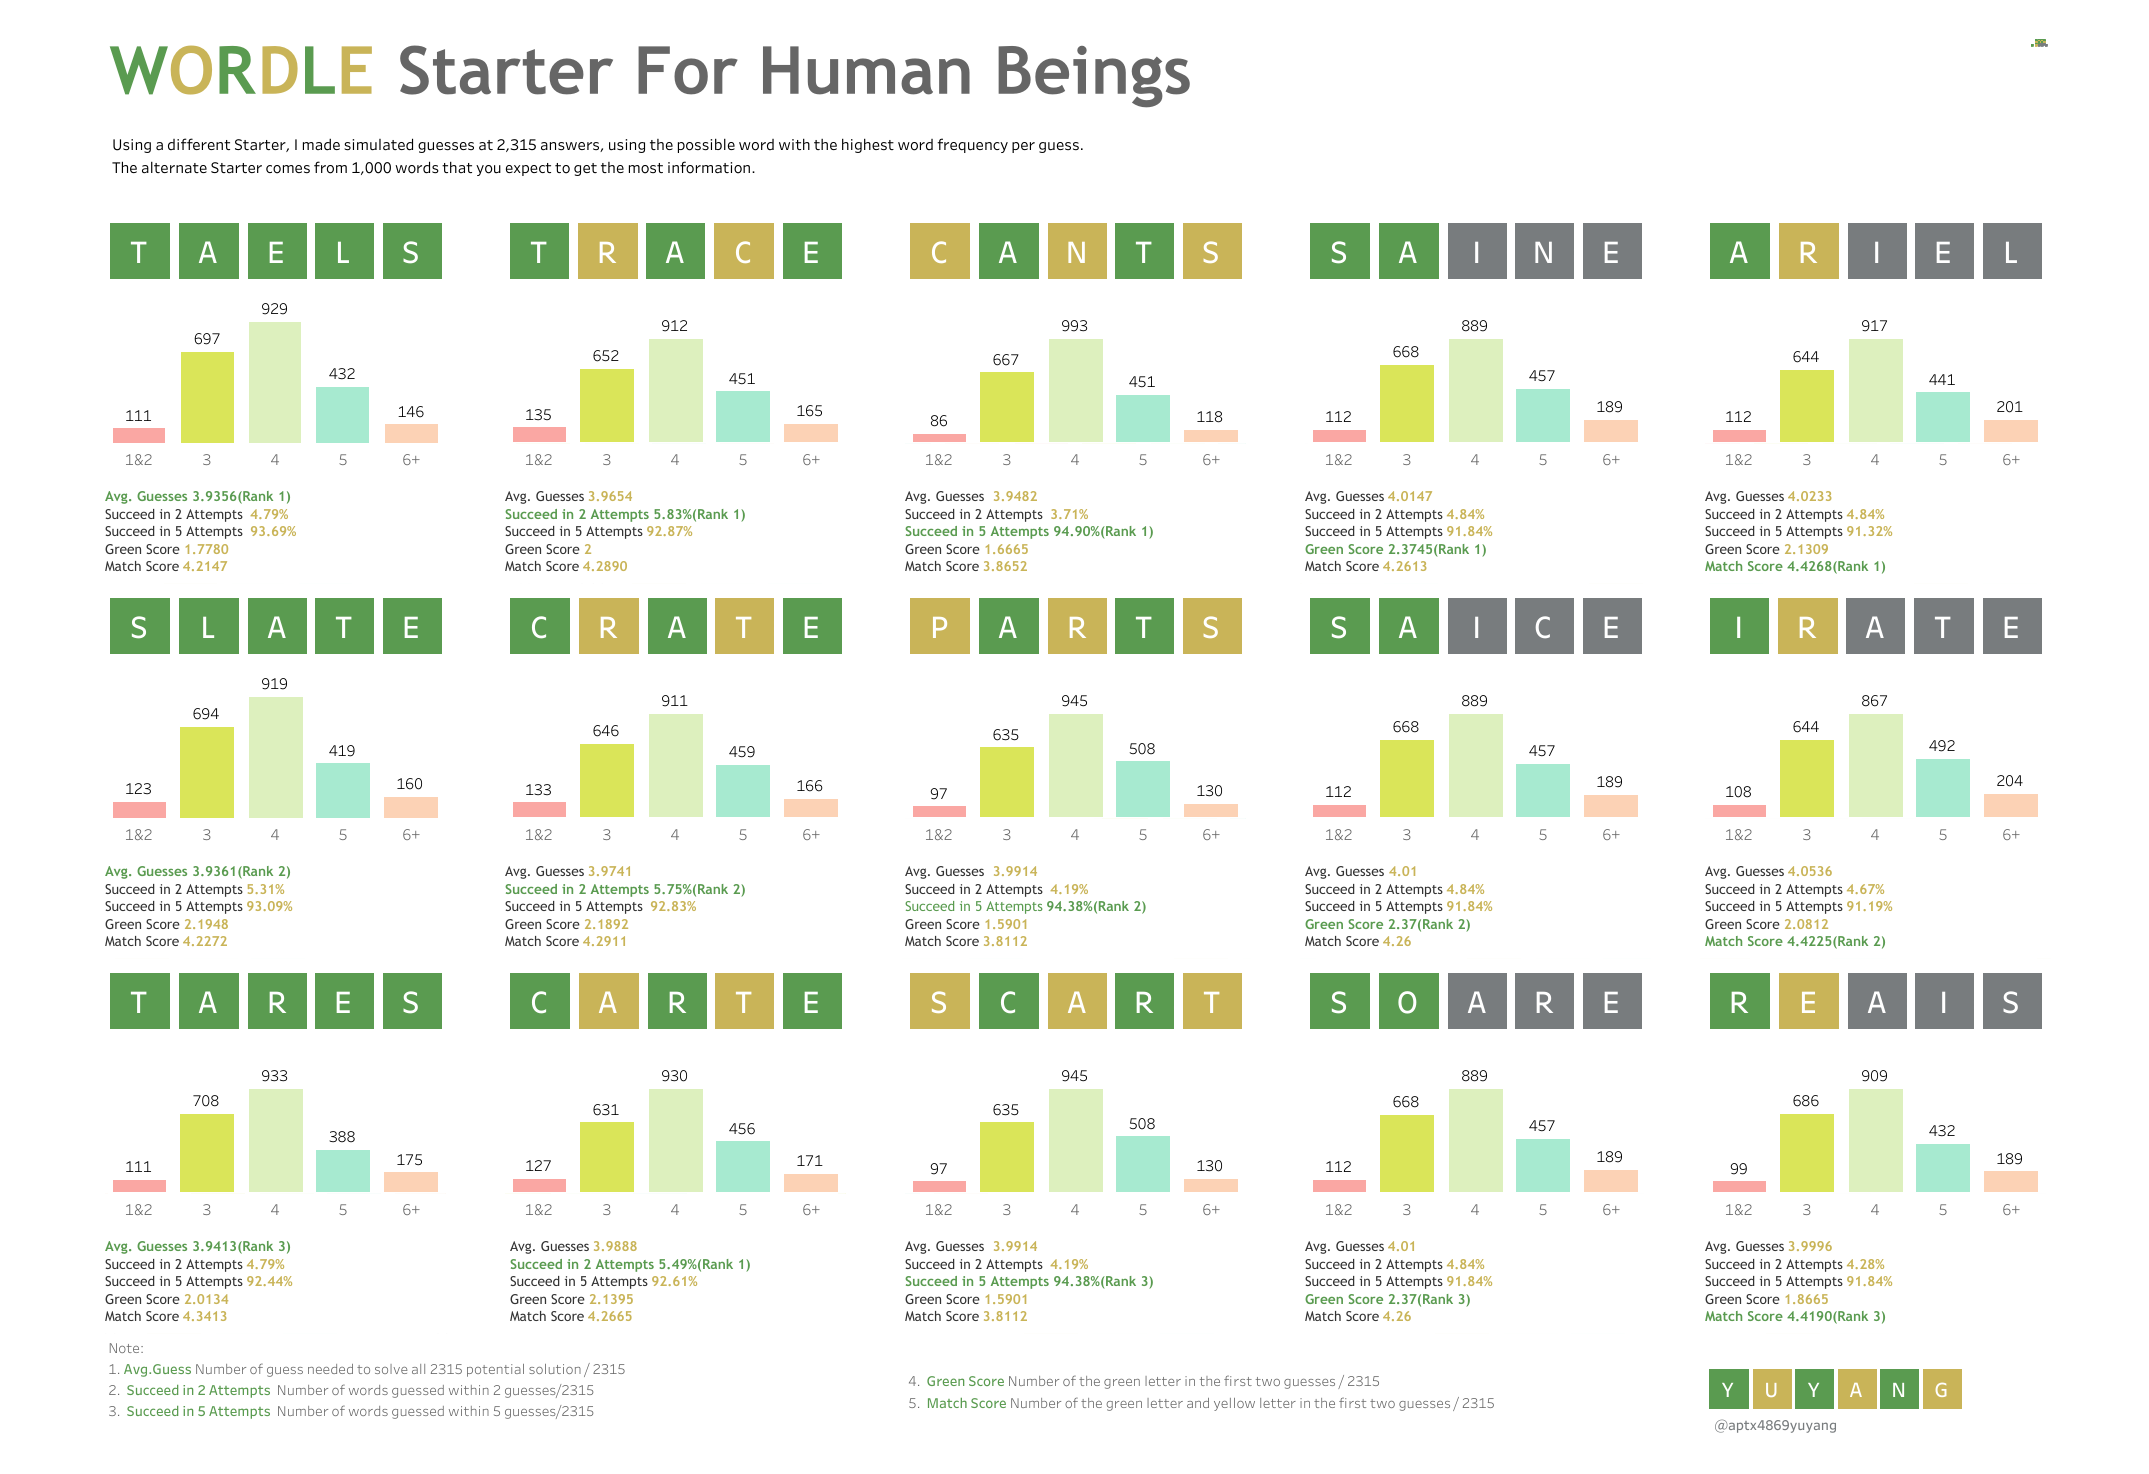 WORDLE Starter For Human Beings
Using a different Starter, I made simulated guesses at 2,315 answers, using the possible word with the highest word frequency per guess.
The alternate Starter comes from 1,000 words that you expect to get the most information.
T A E L S
929
697
432
111
146
1&2 3 4 5 6+
Avg. Guesses 3.9356(Rank 1)
Succeed in 2 Attempts 4.79%
Succeed in 5 Attempts 93.69%
Green Score 1.7780
Match Score 4.2147
T R A C E
912
652
451
135
165
1&2 3 4 5 6+
Avg. Guesses 3.9654
Succeed in 2 Attempts 5.83%(Rank 1)
Succeed in 5 Attempts 92.87%
Green Score 2
Match Score 4.2890
C A N T S
993
667
451
86
118
1&2 3 4 5 6+
Avg. Guesses 3.9482
Succeed in 2 Attempts 3.71%
Succeed in 5 Attempts 94.90%(Rank 1)
Green Score 1.6665
Match Score 3.8652
S A I N E
889
668
457
112
189
1&2 3 4 5 6+
Avg. Guesses 4.0147
Succeed in 2 Attempts 4.84%
Succeed in 5 Attempts 91.84%
Green Score 2.3745(Rank 1)
Match Score 4.2613
A R I E L
917
644
441
112
201
1&2 3 4 5 6+
Avg. Guesses 4.0233
Succeed in 2 Attempts 4.84%
Succeed in 5 Attempts 91.32%
Green Score 2.1309
Match Score 4.4268(Rank 1)
S L A T E
919
694
419
123
160
1&2 3 4 5 6+
Avg. Guesses 3.9361(Rank 2)
Succeed in 2 Attempts 5.31%
Succeed in 5 Attempts 93.09%
Green Score 2.1948
Match Score 4.2272
C R A T E
911
646
459
133
166
1&2 3 4 5 6+
Avg. Guesses 3.9741
Succeed in 2 Attempts 5.75%(Rank 2)
Succeed in 5 Attempts 92.83%
Green Score 2.1892
Match Score 4.2911
P A R T S
945
635
508
97
130
1&2 3 4 5 6+
Avg. Guesses 3.9914
Succeed in 2 Attempts 4.19%
Succeed in 5 Attempts 94.38%(Rank 2)
Green Score 1.5901
Match Score 3.8112
S A I C E
889
668
457
112
189
1&2 3 4 5 6+
Avg. Guesses 4.01
Succeed in 2 Attempts 4.84%
Succeed in 5 Attempts 91.84%
Green Score 2.37(Rank 2)
Match Score 4.26
I R A T E
867
644
492
108
204
1&2 3 4 5 6+
Avg. Guesses 4.0536
Succeed in 2 Attempts 4.67%
Succeed in 5 Attempts 91.19%
Green Score 2.0812
Match Score 4.4225(Rank 2)
T A R E S
933
708
388
111
175
1&2 3 4 5 6+
Avg. Guesses 3.9413(Rank 3)
Succeed in 2 Attempts 4.79%
Succeed in 5 Attempts 92.44%
Green Score 2.0134
Match Score 4.3413
C A R T E
930
631
456
127
171
1&2 3 4 5 6+
Avg. Guesses 3.9888
Succeed in 2 Attempts 5.49%(Rank 1)
Succeed in 5 Attempts 92.61%
Green Score 2.1395
Match Score 4.2665
S C A R T
945
635
508
97
130
1&2 3 4 5 6+
Avg. Guesses 3.9914
Succeed in 2 Attempts 4.19%
Succeed in 5 Attempts 94.38%(Rank 3)
Green Score 1.5901
Match Score 3.8112
S O A R E
889
668
457
112
189
1&2 3 4 5 6+
Avg. Guesses 4.01
Succeed in 2 Attempts 4.84%
Succeed in 5 Attempts 91.84%
Green Score 2.37(Rank 3)
Match Score 4.26
R E A I S
909
686
432
99
189
1&2 3 4 5 6+
Avg. Guesses 3.9996
Succeed in 2 Attempts 4.28%
Succeed in 5 Attempts 91.84%
Green Score 1.8665
Match Score 4.4190(Rank 3)
Note:
1. Avg.Guess Number of guess needed to solve all 2315 potential solution / 2315
2. Succeed in 2 Attempts Number of words guessed within 2 guesses/2315
3. Succeed in 5 Attempts Number of words guessed within 5 guesses/2315
4. Green Score Number of the green letter in the first two guesses / 2315
5. Match Score Number of the green letter and yellow letter in the first two guesses / 2315
Y U Y A N G
@aptx4869yuyang